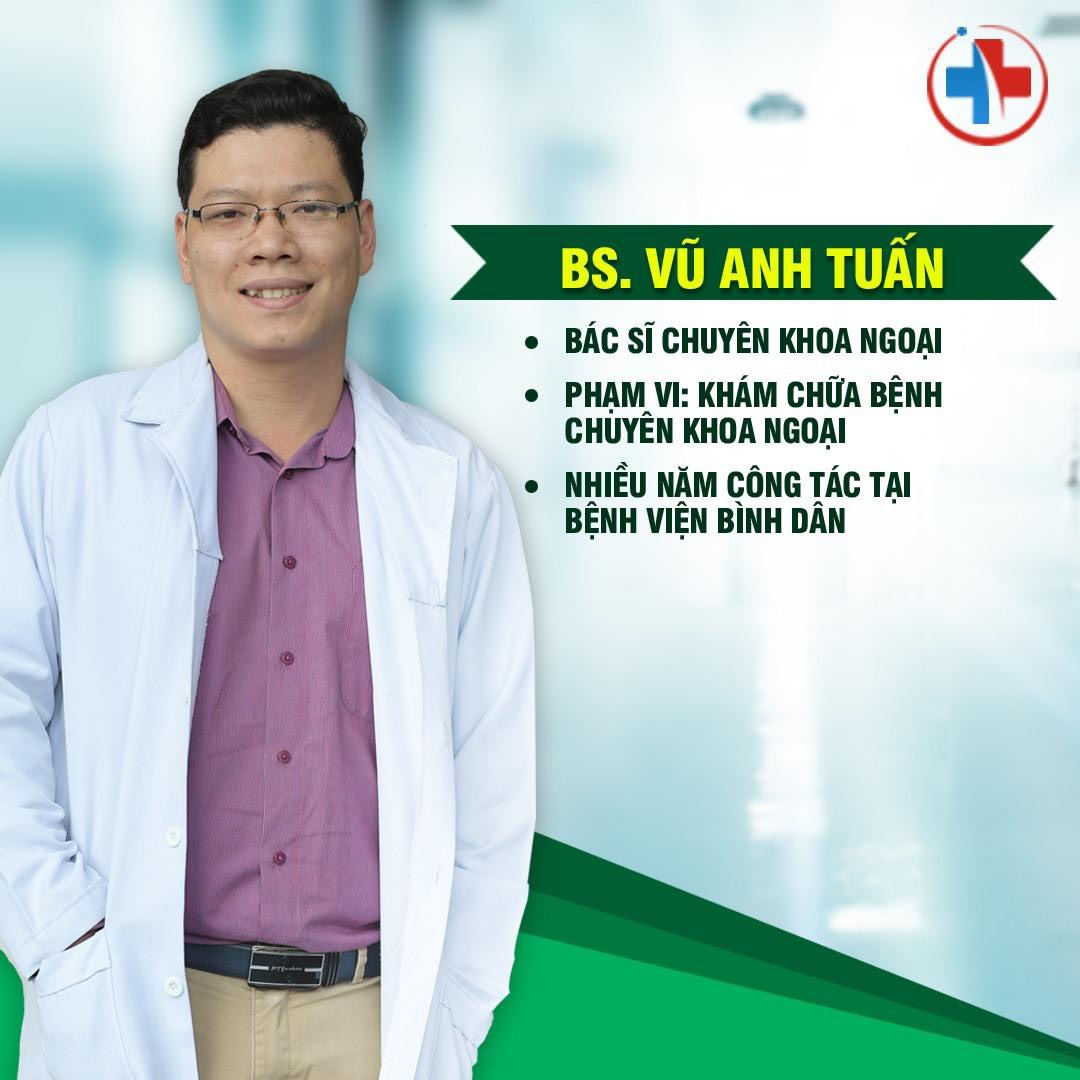 BS. VŨ ANH TUẤN
• BÁC SĨ CHUYÊN KHOA NGOẠI
• PHẠM VI: KHÁM CHỮA BỆNH
CHUYÊN KHOA NGOẠI
• NHIỀU NĂM CÔNG TÁC TẠI
BỆNH VIỆN BÌNH DÂN